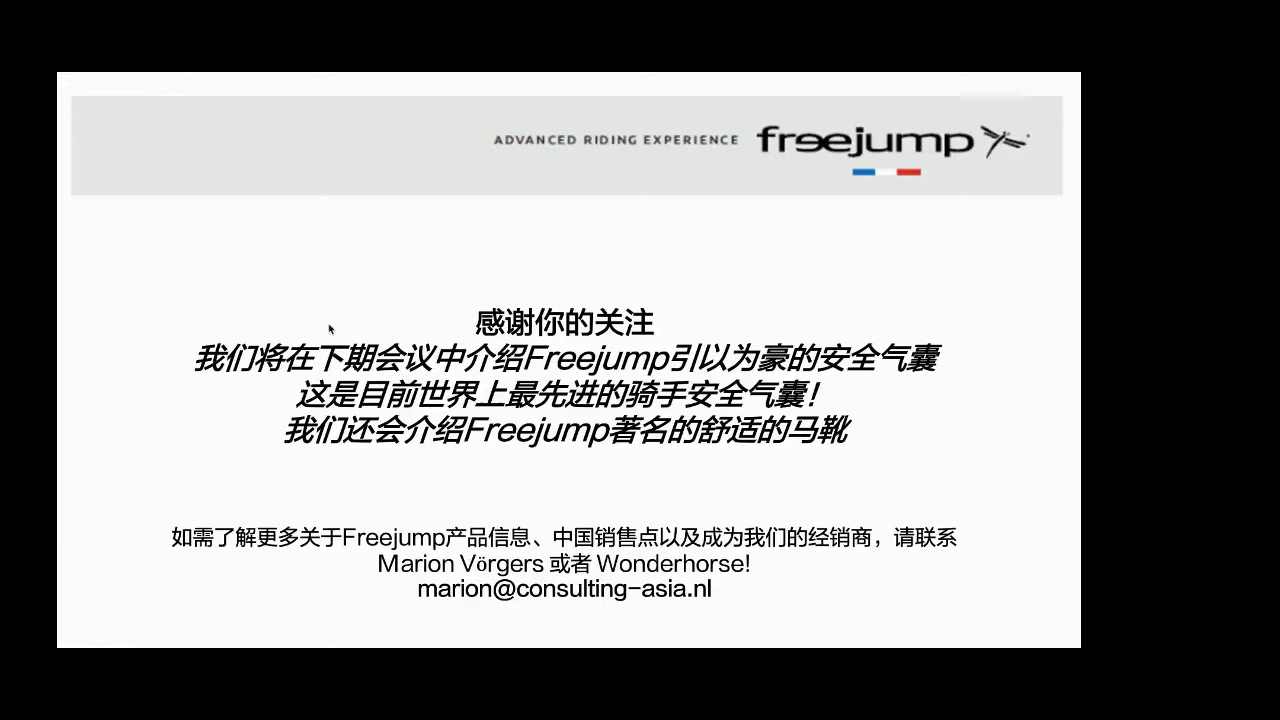 ADVANCED RIDING EXPERIENCE freejump
感谢你的关注
我们将在下期会议中介绍Freejump引以为豪的安全气囊
这是目前世界上最先进的骑手安全气囊！
我们还会介绍Freejump著名的舒适的马靴
如需了解更多关于Freejump产品信息、中国销售点以及成为我们的经销商，请联系
Marion Vörgers 或者 Wonderhorse!
marion@consulting-asia.nl